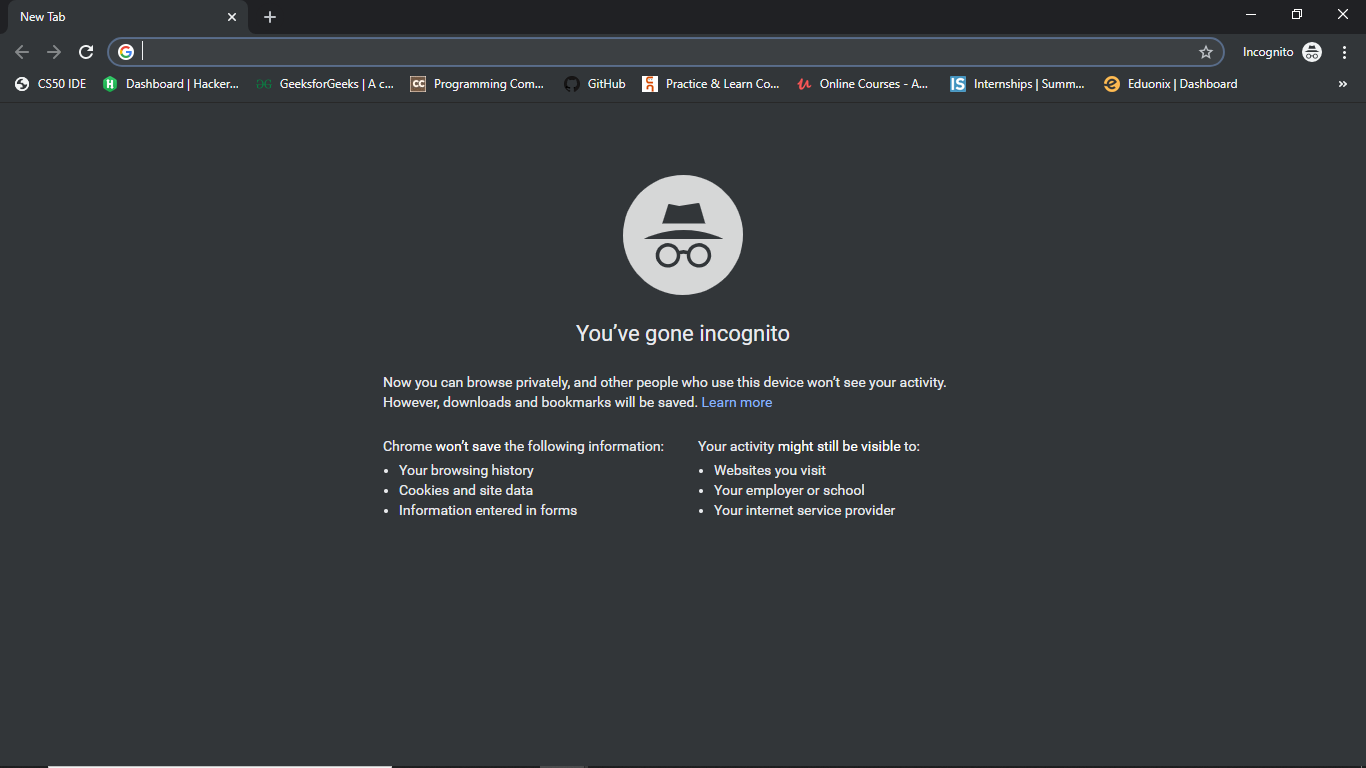 New Tab
Incognito
CS50 IDE
Dashboard | Hacker...
GeeksforGeeks | A c...
CC Programming Com...
GitHub
Practice & Learn Co...
Online Courses - A...
IS Internships | Summ...
Eduonix | Dashboard
You’ve gone incognito
Now you can browse privately, and other people who use this device won’t see your activity.
However, downloads and bookmarks will be saved. Learn more
Chrome won’t save the following information:
• Your browsing history
• Cookies and site data
• Information entered in forms
Your activity might still be visible to:
• Websites you visit
• Your employer or school
• Your internet service provider